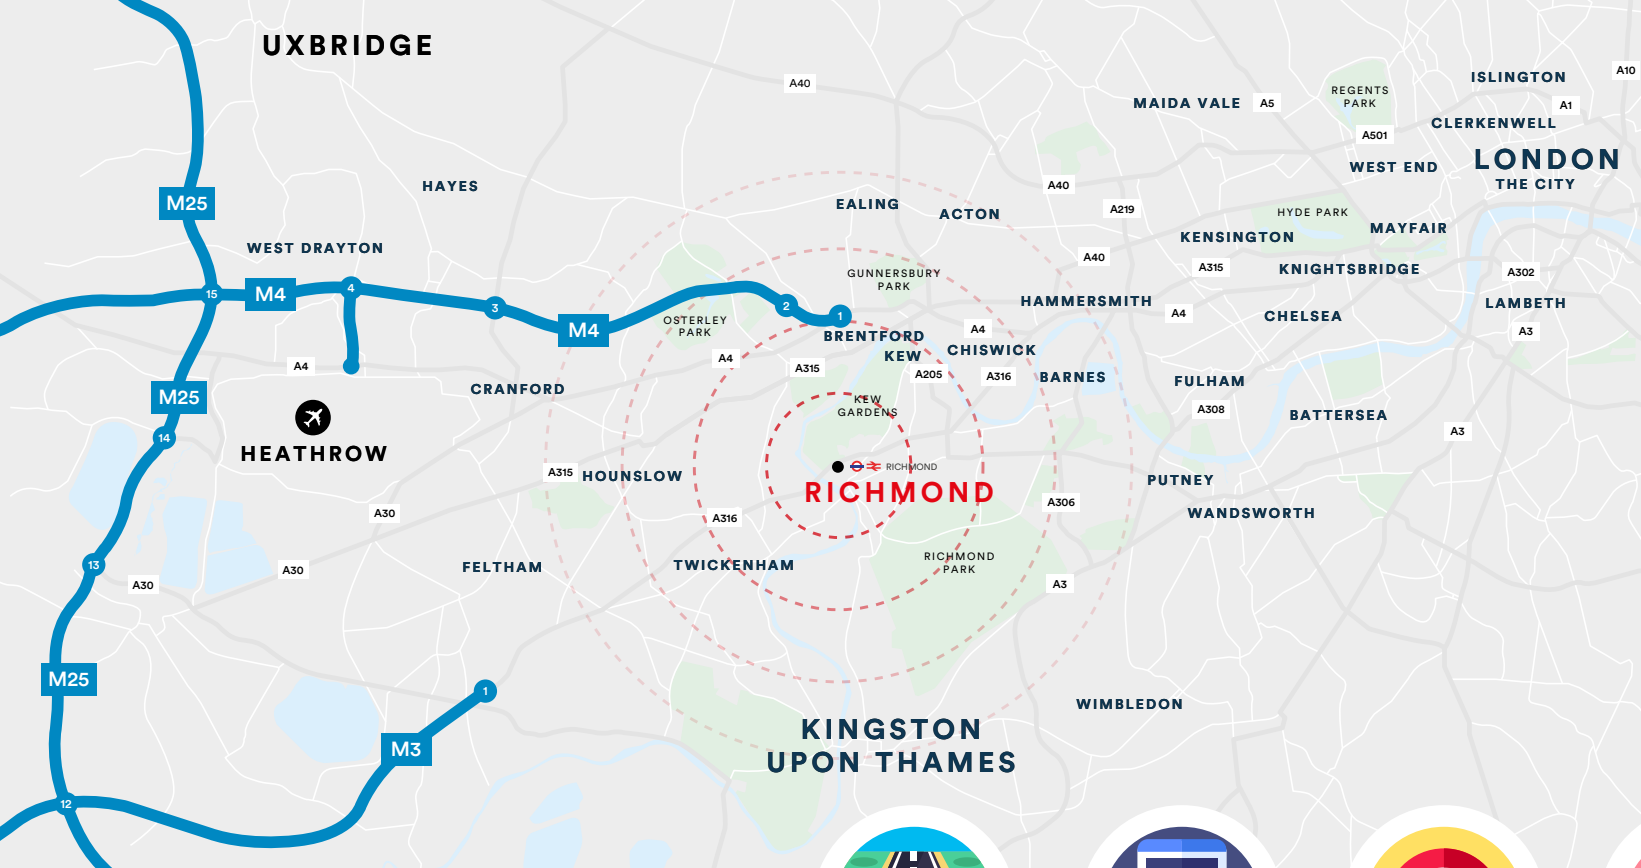 UXBRIDGE
A40
ISLINGTON
A10
REGENTS
PARK
MAIDA VALE
A5
A1
CLERKENWELL
A501
LONDON
THE CITY
WEST END
HAYES
A40
M25
EALING
ACTON
A219
HYDE PARK
MAYFAIR
KENSINGTON
WEST DRAYTON
A40
A315
KNIGHTSBRIDGE
A302
GUNNERSBURY
PARK
15
M4
4
3
2
1
HAMMERSMITH
A4
CHELSEA
LAMBETH
OSTERLEY
PARK
M4
BRENTFORD
A4
A3
KEW
CHISWICK
A4
A4
A315
A205
A316
BARNES
FULHAM
CRANFORD
M25
KEW
GARDENS
A308
BATTERSEA
A3
14
HEATHROW
RICHMOND
A315
HOUNSLOW
PUTNEY
RICHMOND
A306
A30
A316
WANDSWORTH
RICHMOND
PARK
13
A30
A30
FELTHAM
TWICKENHAM
A3
M25
1
WIMBLEDON
KINGSTON
UPON THAMES
M3
12